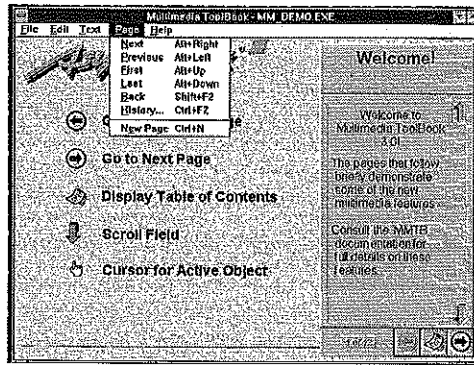 Multimedia ToolBook - MM_DEMO.EXE
File Edit Text Page Help
Next Alt+Right
Previous Alt+Left
First Alt+Up
Last Alt+Down
Back Shift+F2
History... Ctrl+F2
New Page Ctrl+N
Go to Next Page
Display Table of Contents
Scroll Field
Cursor for Active Object
Welcome!
Welcome to
Multimedia ToolBook
3.0!
The pages that follow
briefly demonstrate
some of the new
multimedia features.
Consult the MMTB
documentation for
full details on these
features.